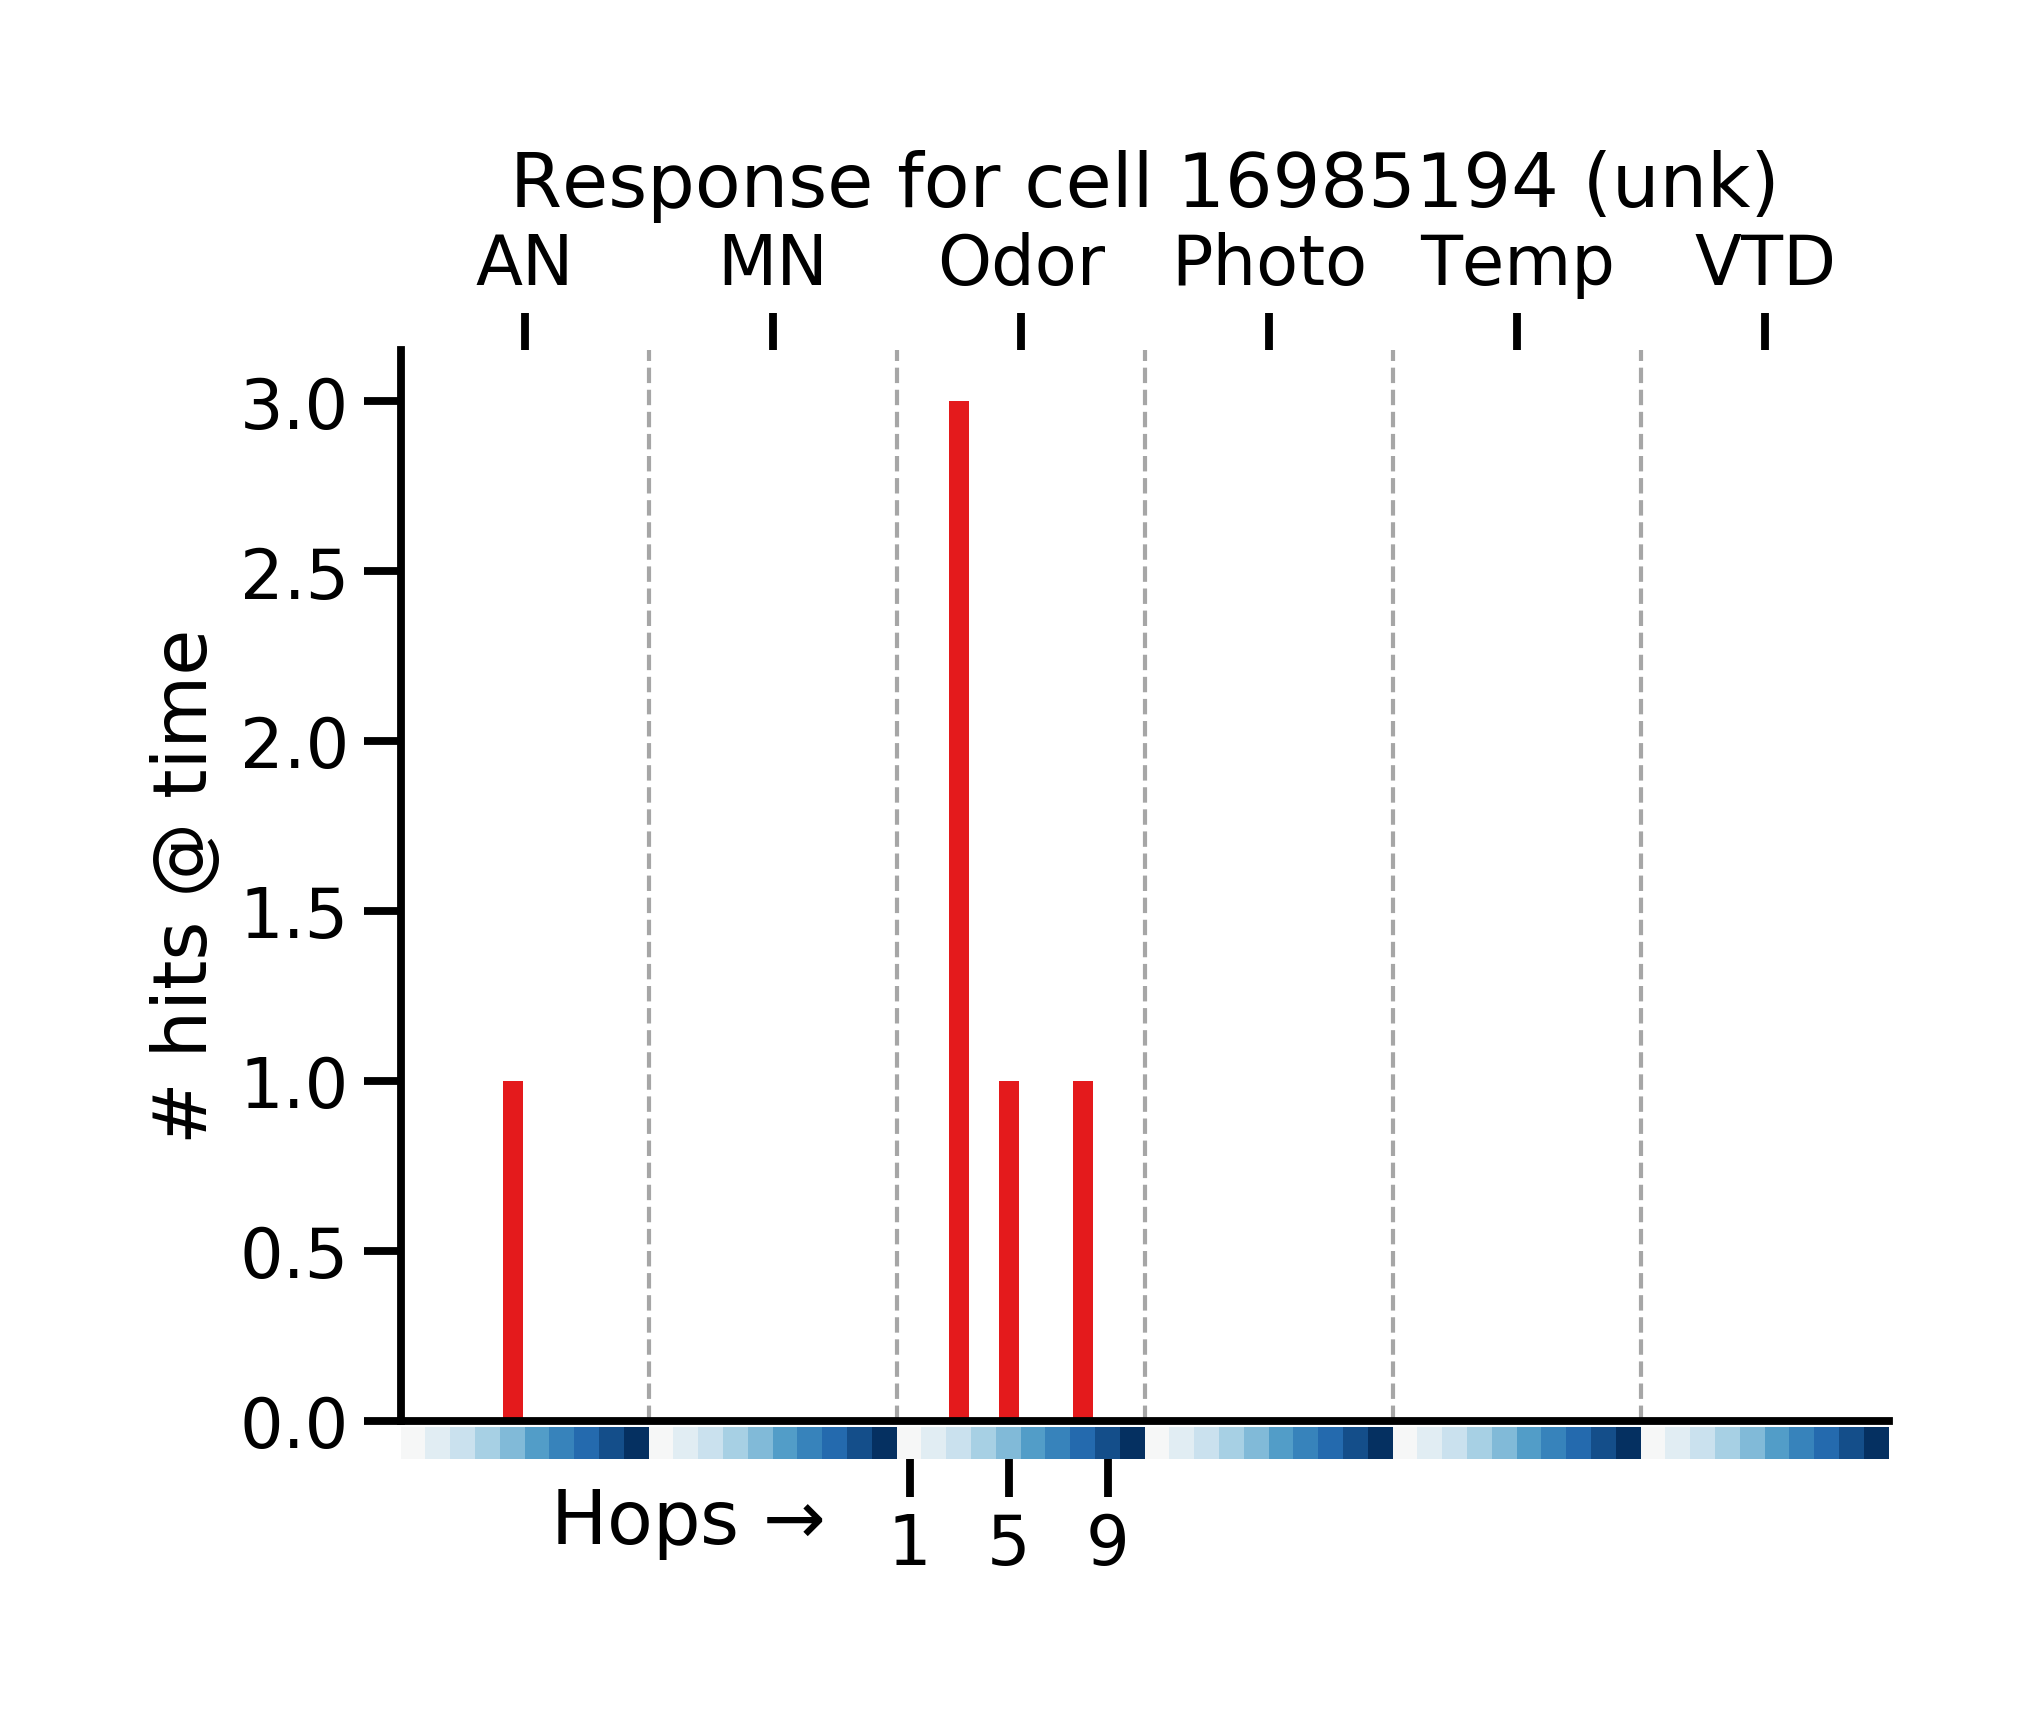 Response for cell 16985194 (unk)
AN MN Odor Photo Temp VTD
3.0
2.5
2.0
1.5
1.0
0.5
0.0
# hits @ time
Hops →
1 5 9